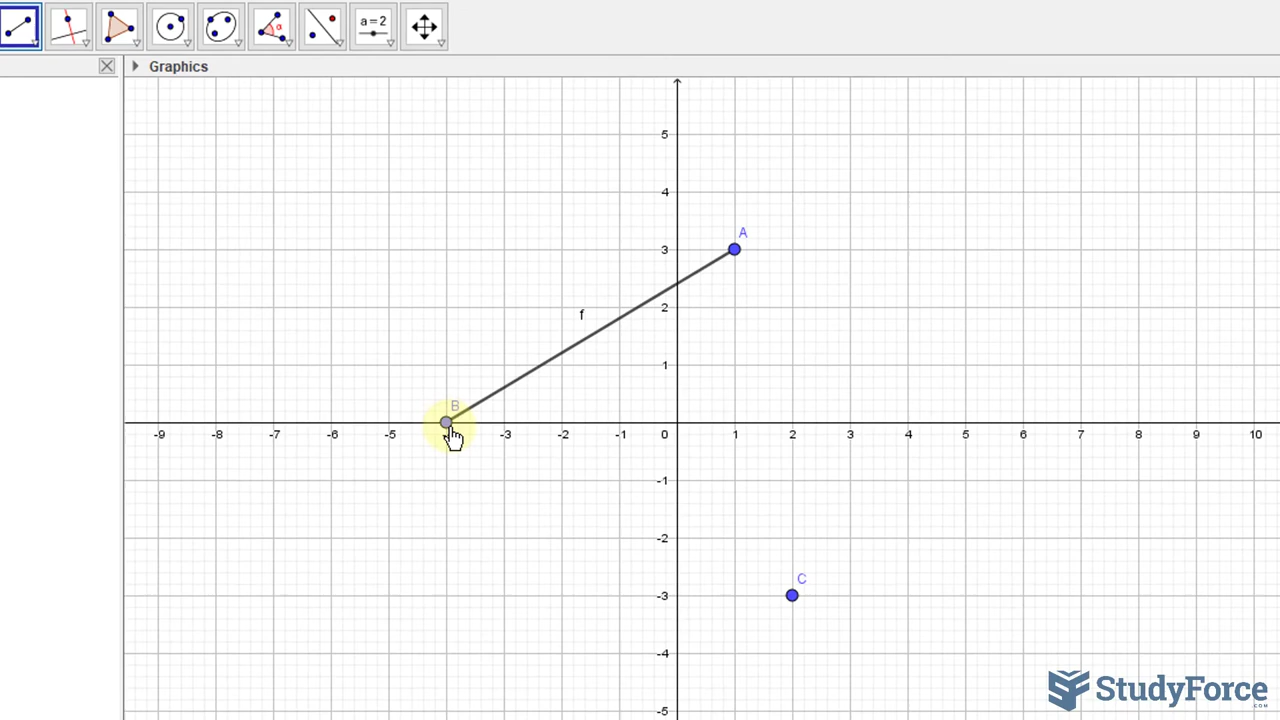 a = 2
α
Graphics
5
4
A
3
2
f
1
B
-9 -8 -7 -6 -5 -3 -2 -1 0 1 2 3 4 5 6 7 8 9 10
-1
-2
C
-3
-4
StudyForce
.COM
-5